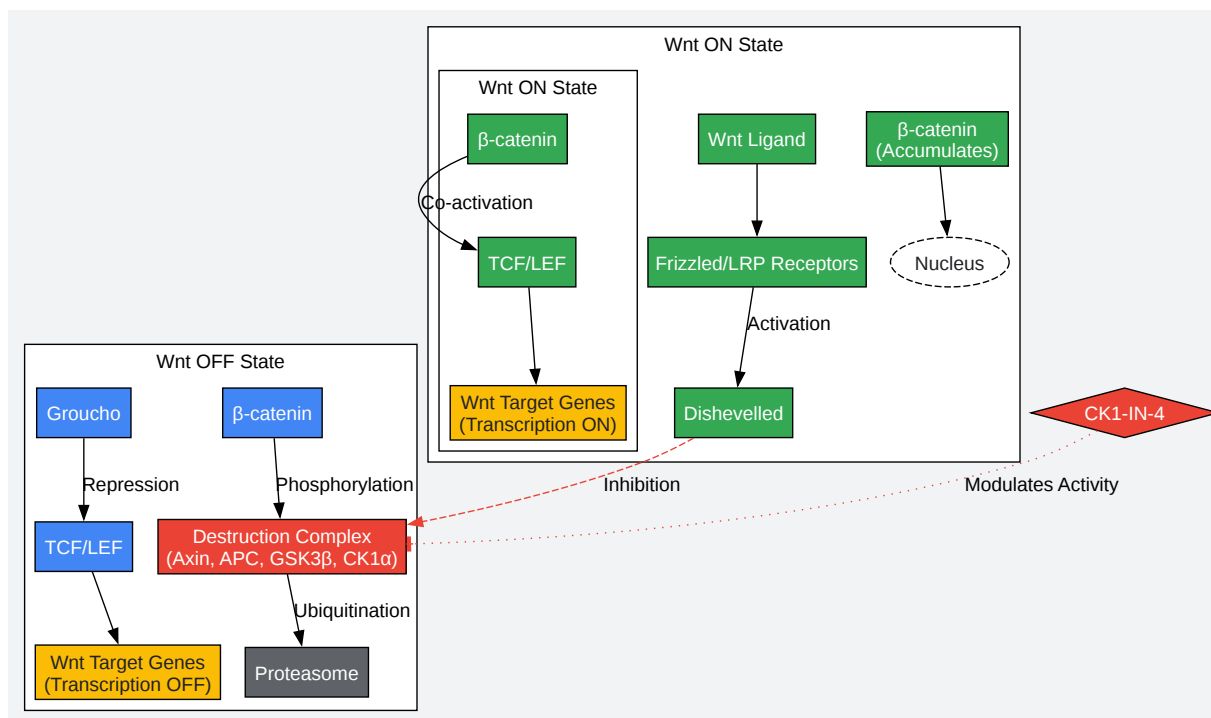 Wnt ON State
Wnt ON State
β-catenin
Wnt Ligand
β-catenin
(Accumulates)
Co-activation
TCF/LEF
Frizzled/LRP Receptors
Nucleus
Activation
Wnt Target Genes
(Transcription ON)
Dishevelled
CK1-IN-4
Wnt OFF State
Groucho
β-catenin
Repression
Phosphorylation
Inhibition
Modulates Activity
TCF/LEF
Destruction Complex
(Axin, APC, GSK3β, CK1α)
Ubiquitination
Wnt Target Genes
(Transcription OFF)
Proteasome